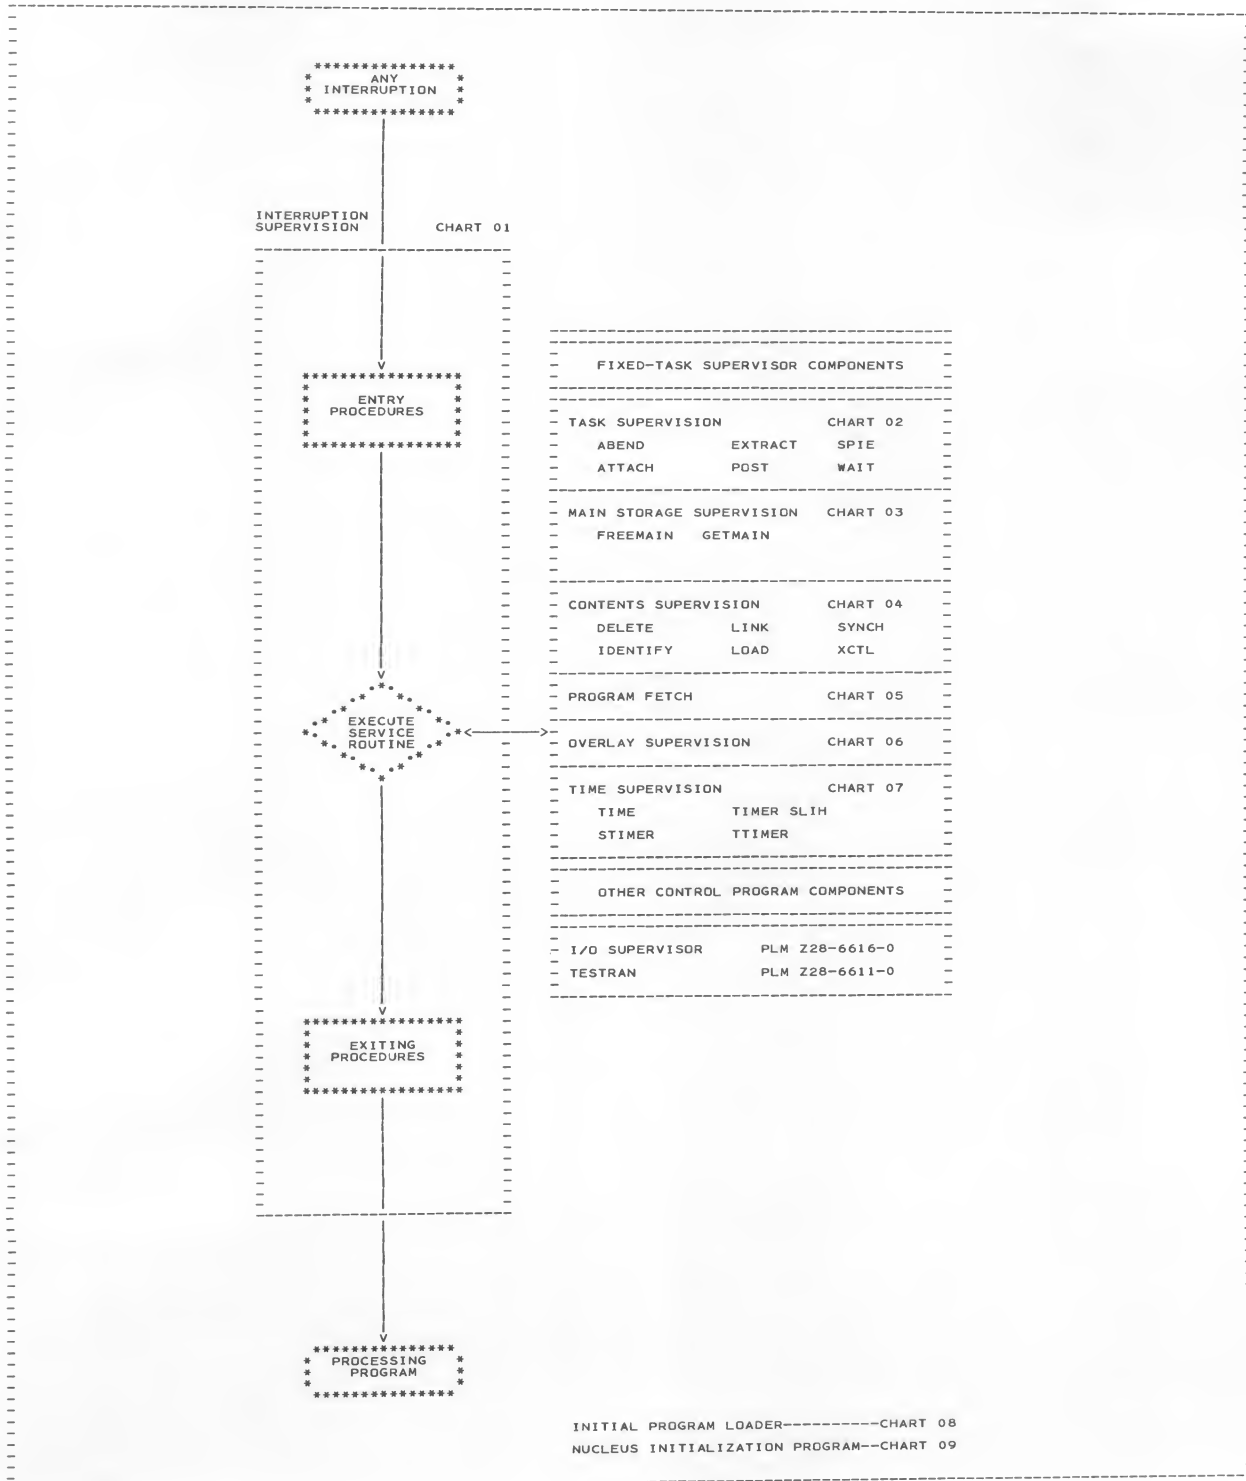 ANY
INTERRUPTION
INTERRUPTION
SUPERVISION CHART 01
ENTRY
PROCEDURES
EXECUTE
SERVICE
ROUTINE
EXITING
PROCEDURES
PROCESSING
PROGRAM
FIXED-TASK SUPERVISOR COMPONENTS
TASK SUPERVISION CHART 02
ABEND EXTRACT SPIE
ATTACH POST WAIT
MAIN STORAGE SUPERVISION CHART 03
FREEMAIN GETMAIN
CONTENTS SUPERVISION CHART 04
DELETE LINK SYNCH
IDENTIFY LOAD XCTL
PROGRAM FETCH CHART 05
OVERLAY SUPERVISION CHART 06
TIME SUPERVISION CHART 07
TIME TIMER SLIH
STIMER TTIMER
OTHER CONTROL PROGRAM COMPONENTS
I/O SUPERVISOR PLM Z28-6616-0
TESTRAN PLM Z28-6611-0
INITIAL PROGRAM LOADER----------CHART 08
NUCLEUS INITIALIZATION PROGRAM--CHART 09